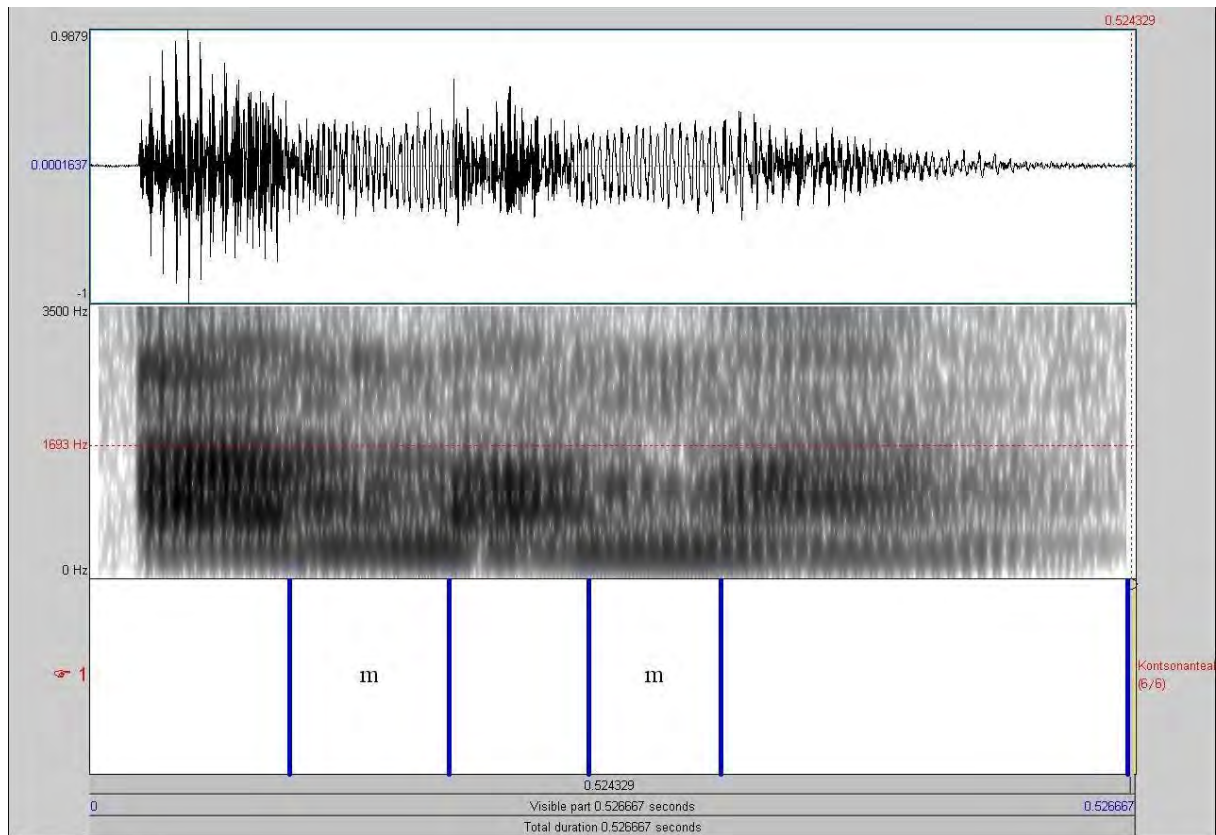 0.524329
0.9879
0.0001637
-1
3500 Hz
1693 Hz
0 Hz
m m
1
Kontsonanteak
(6/6)
0.524329
0 Visible part 0.526667 seconds 0.526667
Total duration 0.526667 seconds